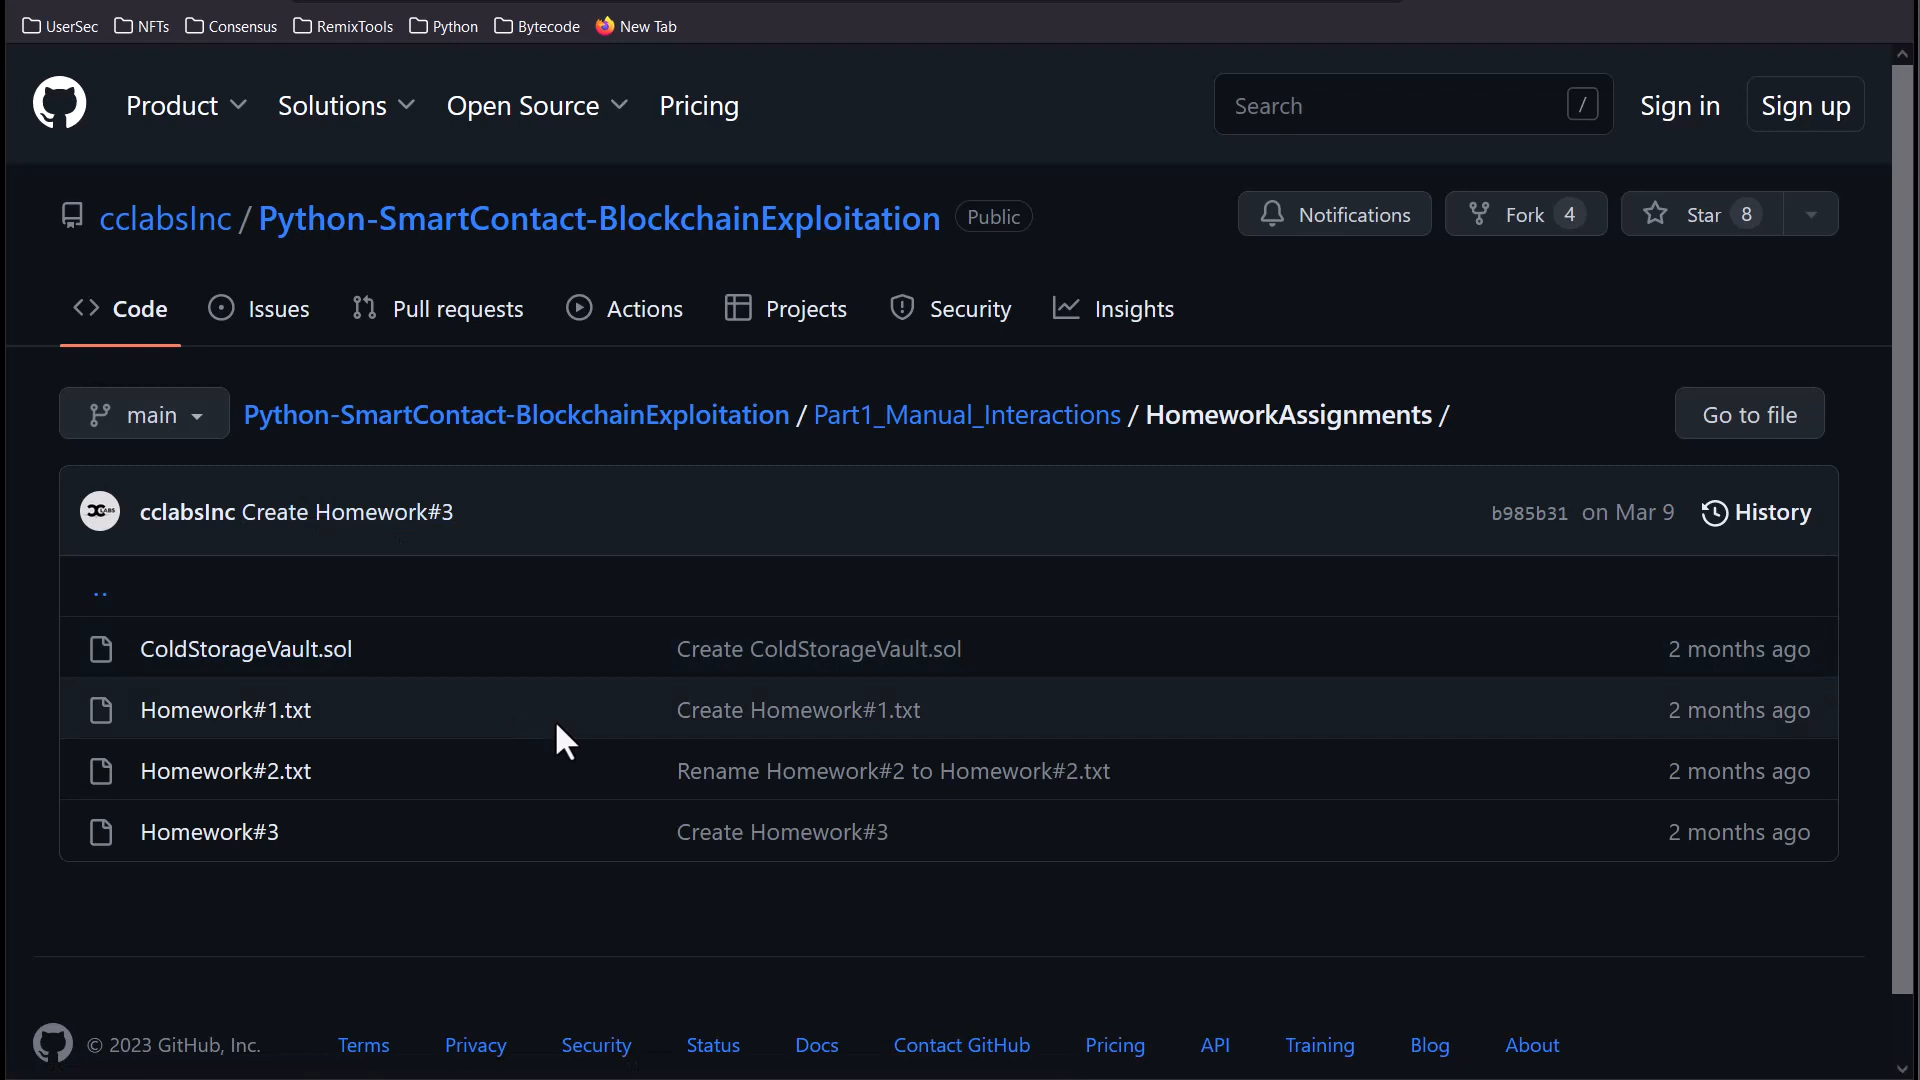 UserSec NFTs Consensus RemixTools Python Bytecode New Tab
Product Solutions Open Source Pricing Search / Sign in Sign up
cclabsInc / Python-SmartContact-BlockchainExploitation Public Notifications Fork 4 Star 8
Code Issues Pull requests Actions Projects Security Insights
main Python-SmartContact-BlockchainExploitation / Part1_Manual_Interactions / HomeworkAssignments / Go to file
cclabsInc Create Homework#3 b985b31 on Mar 9 History
..
ColdStorageVault.sol Create ColdStorageVault.sol 2 months ago
Homework#1.txt Create Homework#1.txt 2 months ago
Homework#2.txt Rename Homework#2 to Homework#2.txt 2 months ago
Homework#3 Create Homework#3 2 months ago
© 2023 GitHub, Inc. Terms Privacy Security Status Docs Contact GitHub Pricing API Training Blog About